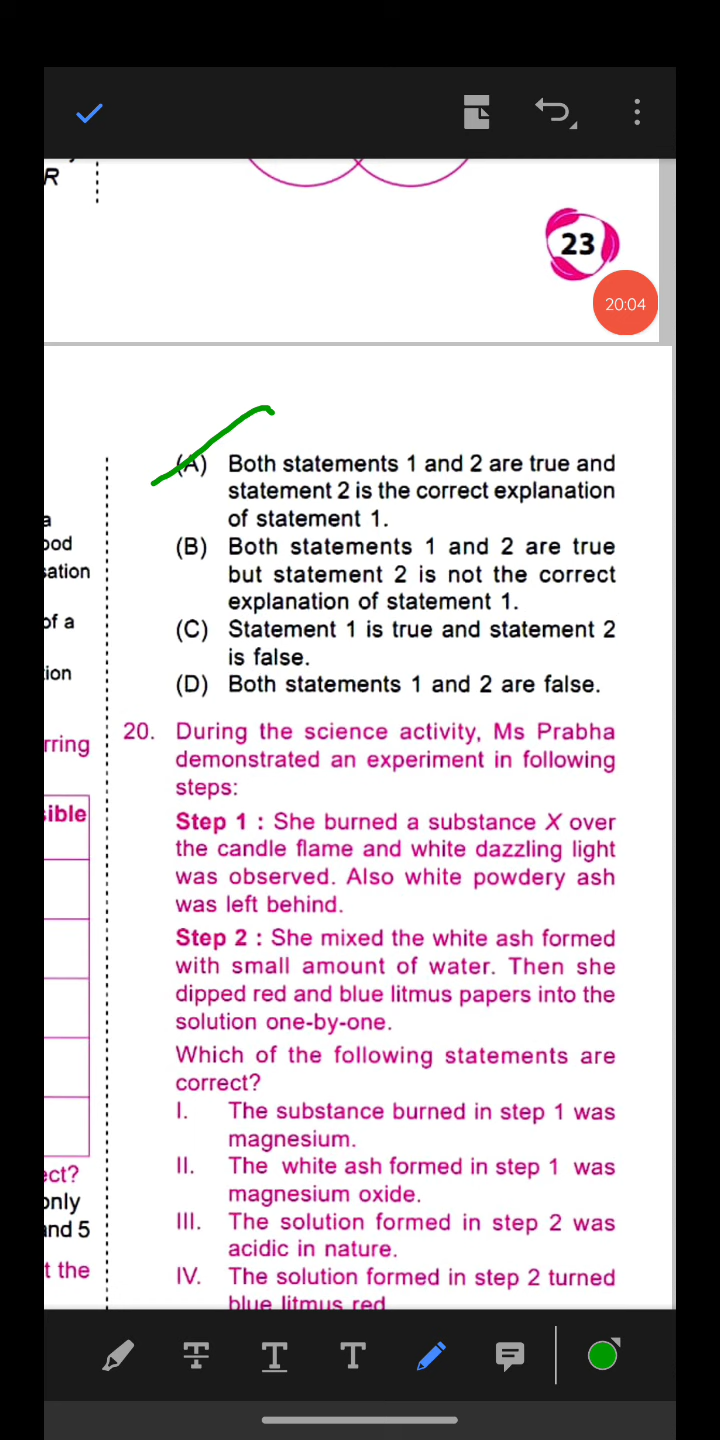 R
23
20:04
(A) Both statements 1 and 2 are true and
statement 2 is the correct explanation
of statement 1.
(B) Both statements 1 and 2 are true
but statement 2 is not the correct
explanation of statement 1.
(C) Statement 1 is true and statement 2
is false.
(D) Both statements 1 and 2 are false.
a
ood
sation
of a
tion
rring
sible
ect?
only
and 5
t the
20. During the science activity, Ms Prabha
demonstrated an experiment in following
steps:
Step 1 : She burned a substance X over
the candle flame and white dazzling light
was observed. Also white powdery ash
was left behind.
Step 2 : She mixed the white ash formed
with small amount of water. Then she
dipped red and blue litmus papers into the
solution one-by-one.
Which of the following statements are
correct?
I. The substance burned in step 1 was
magnesium.
II. The white ash formed in step 1 was
magnesium oxide.
III. The solution formed in step 2 was
acidic in nature.
IV. The solution formed in step 2 turned
blue litmus red
T
T
T